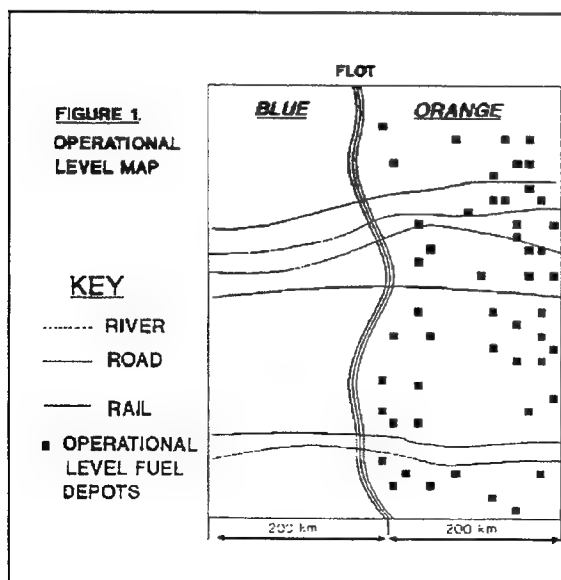 FLOT
FIGURE 1.
OPERATIONAL
LEVEL MAP
BLUE
ORANGE
KEY
RIVER
ROAD
RAIL
OPERATIONAL
LEVEL FUEL
DEPOTS
200 km
200 km